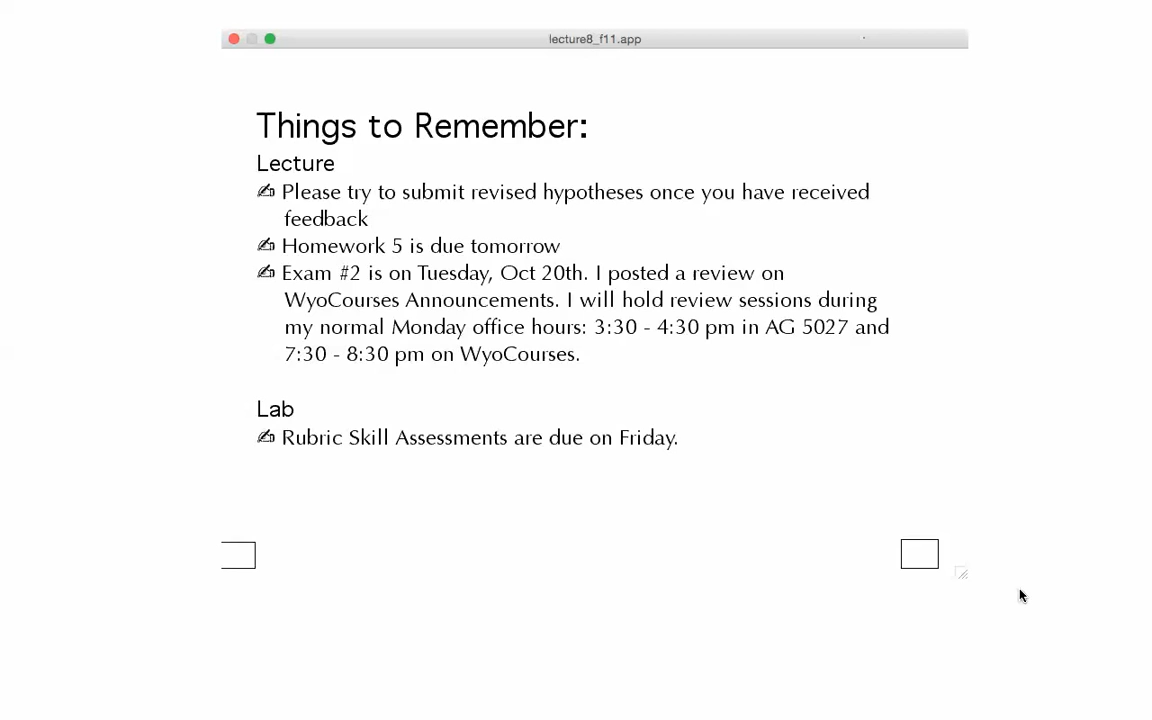 lecture8_f11.app
Things to Remember:
Lecture
✍ Please try to submit revised hypotheses once you have received
feedback
✍ Homework 5 is due tomorrow
✍ Exam #2 is on Tuesday, Oct 20th. I posted a review on
WyoCourses Announcements. I will hold review sessions during
my normal Monday office hours: 3:30 - 4:30 pm in AG 5027 and
7:30 - 8:30 pm on WyoCourses.
Lab
✍ Rubric Skill Assessments are due on Friday.